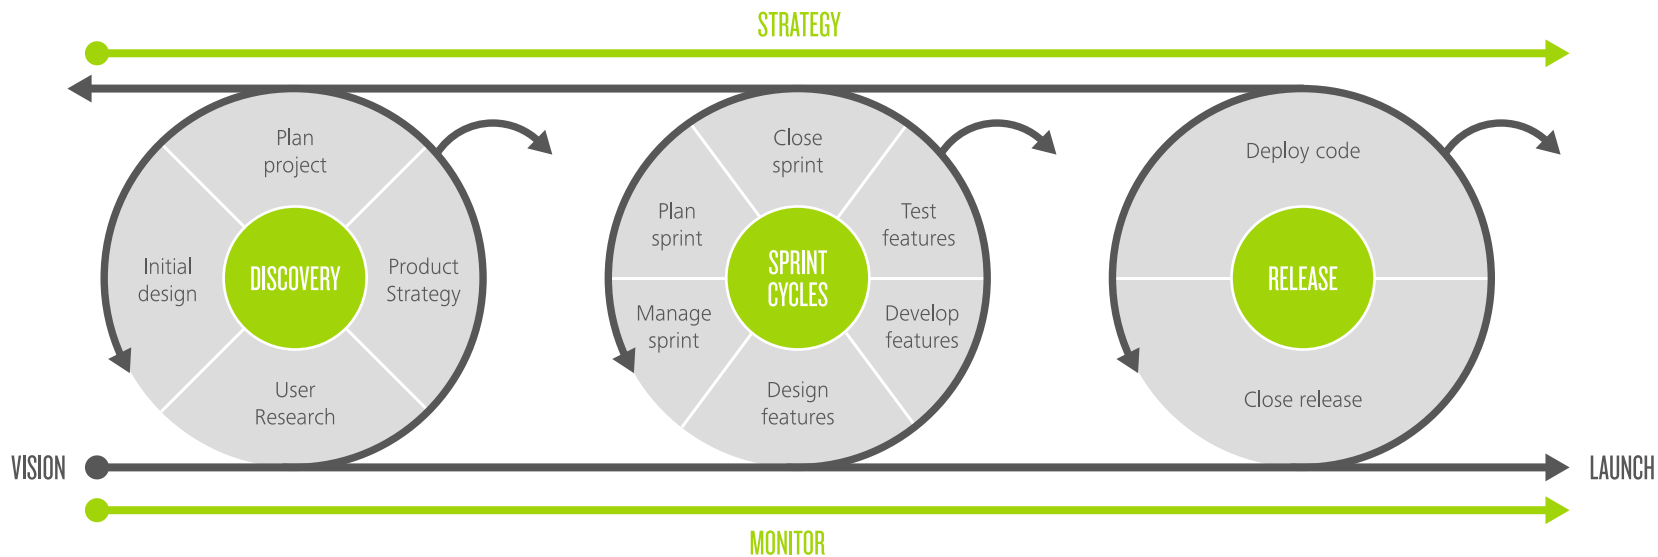 STRATEGY
Plan
project
Initial
design
DISCOVERY
Product
Strategy
User
Research
Close
sprint
Plan
sprint
Test
features
SPRINT
CYCLES
Manage
sprint
Develop
features
Design
features
Deploy code
RELEASE
Close release
VISION
LAUNCH
MONITOR